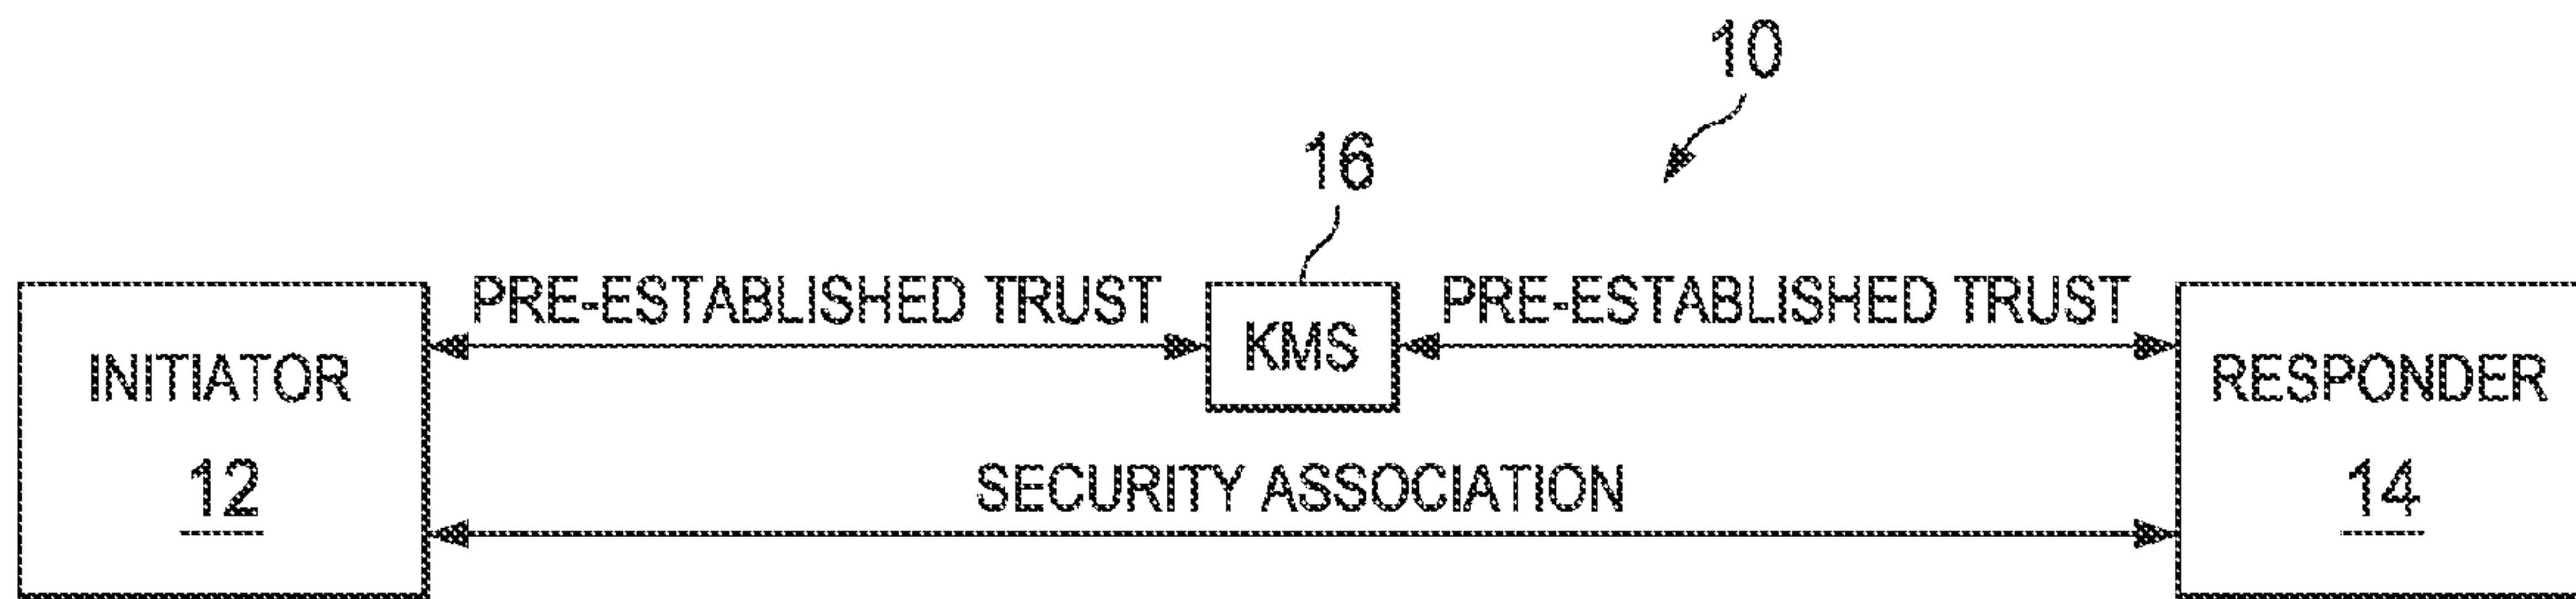 10
16
PRE-ESTABLISHED TRUST
PRE-ESTABLISHED TRUST
INITIATOR
12
KMS
RESPONDER
14
SECURITY ASSOCIATION